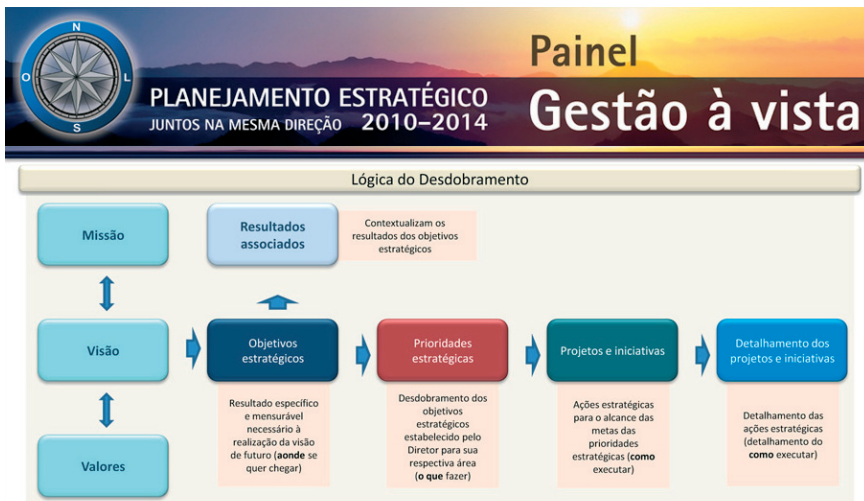 N
O
L
S
PLANEJAMENTO ESTRATÉGICO
JUNTOS NA MESMA DIREÇÃO 2010–2014
Painel
Gestão à vista
Lógica do Desdobramento
Missão
Resultados
associados
Contextualizam os
resultados dos objetivos
estratégicos
Visão
Objetivos
estratégicos
Prioridades
estratégicas
Projetos e iniciativas
Detalhamento dos
projetos e iniciativas
Resultado específico
e mensurável
necessário à
realização da visão
de futuro (aonde se
quer chegar)
Desdobramento dos
objetivos
estratégicos
estabelecido pelo
Diretor para sua
respectiva área
(o que fazer)
Ações estratégicas
para o alcance das
metas das
prioridades
estratégicas (como
executar)
Detalhamento das
ações estratégicas
(detalhamento do
como executar)
Valores